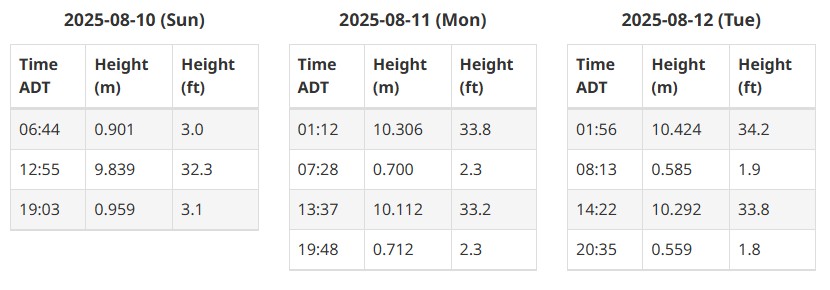 2025-08-10 (Sun)
Time ADT Height (m) Height (ft)
06:44 0.901 3.0
12:55 9.839 32.3
19:03 0.959 3.1
2025-08-11 (Mon)
Time ADT Height (m) Height (ft)
01:12 10.306 33.8
07:28 0.700 2.3
13:37 10.112 33.2
19:48 0.712 2.3
2025-08-12 (Tue)
Time ADT Height (m) Height (ft)
01:56 10.424 34.2
08:13 0.585 1.9
14:22 10.292 33.8
20:35 0.559 1.8